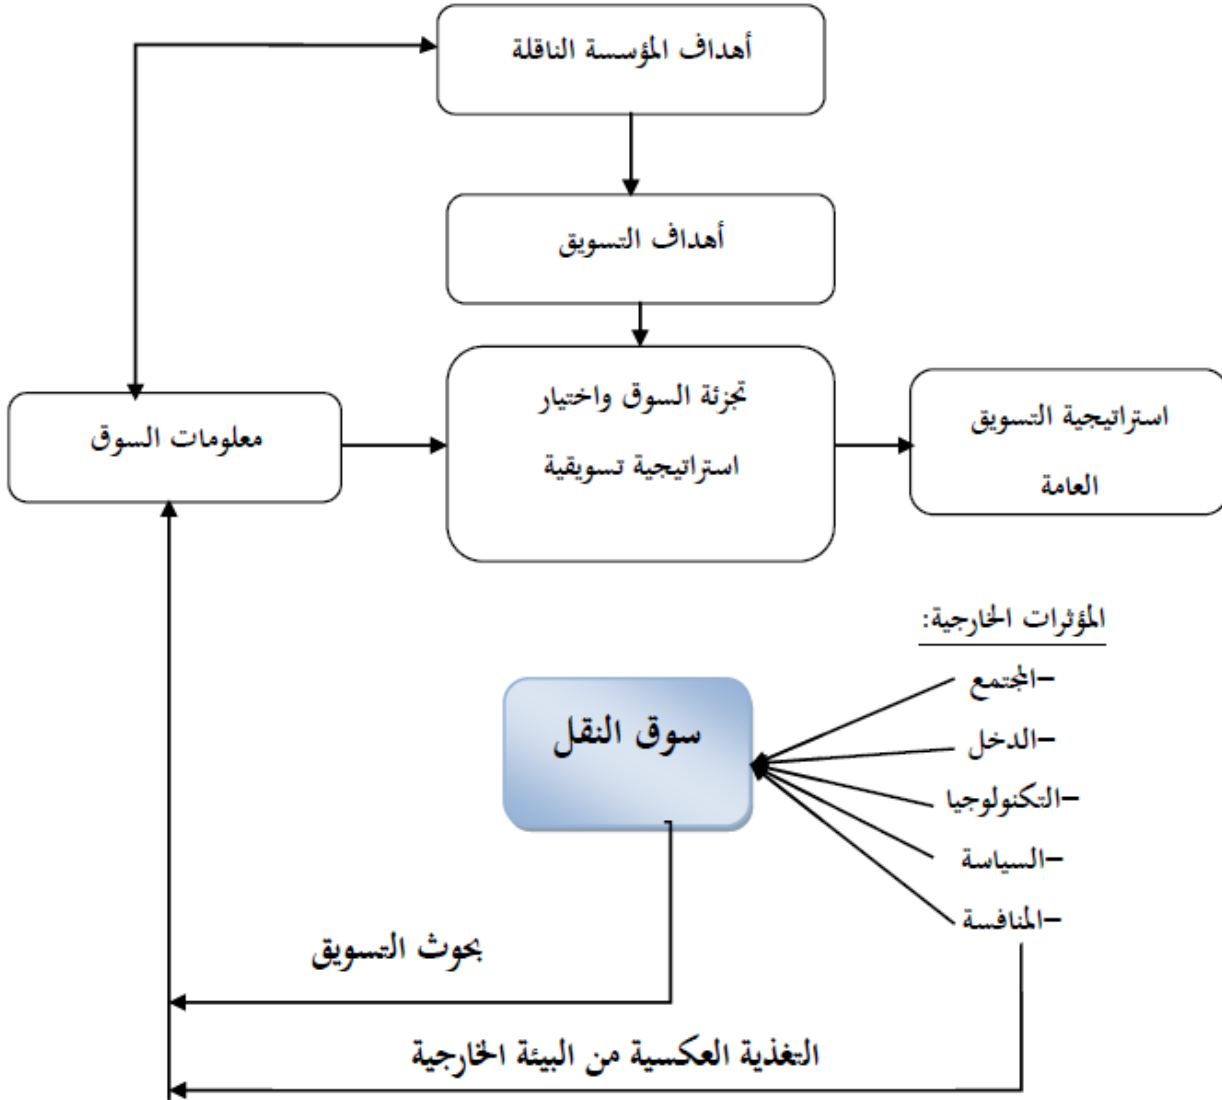 أهداف المؤسسة الناقلة
أهداف التسويق
تجزئة السوق واختيار
استراتيجية تسويقية
استراتيجية التسويق
العامة
معلومات السوق
المؤثرات الخارجية:
-المجتمع
-الدخل
-التكنولوجيا
-السياسة
-المنافسة
سوق النقل
بحوث التسويق
التغذية العكسية من البيئة الخارجية